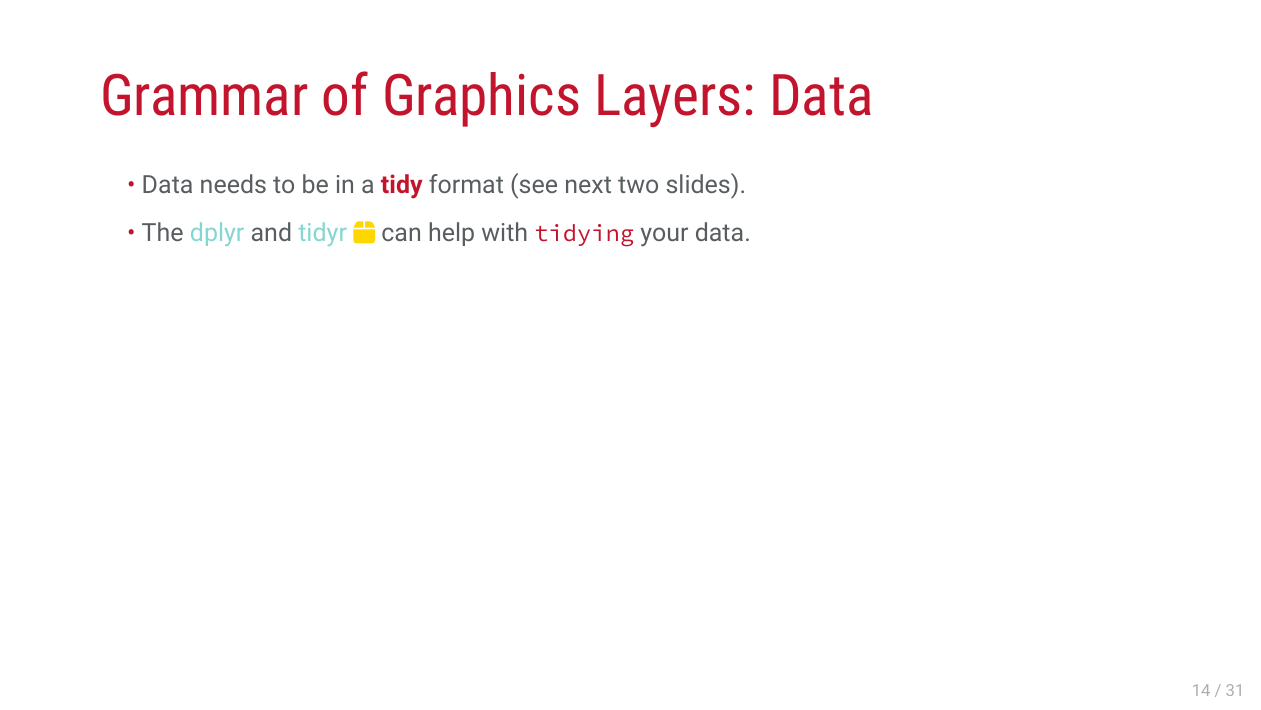 Grammar of Graphics Layers: Data
• Data needs to be in a tidy format (see next two slides).
• The dplyr and tidyr can help with tidying your data.
14 / 31